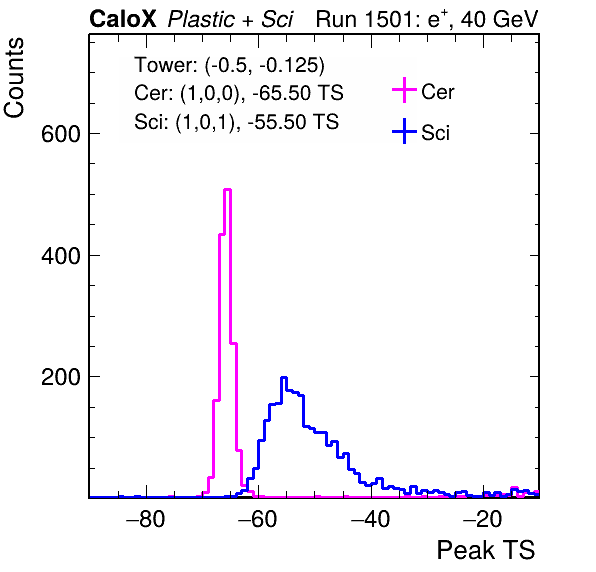 CaloX Plastic + Sci Run 1501: e⁺, 40 GeV
Counts
Tower: (-0.5, -0.125)
Cer: (1,0,0), -65.50 TS
Sci: (1,0,1), -55.50 TS
Cer
Sci
600
400
200
−80 −60 −40 −20
Peak TS